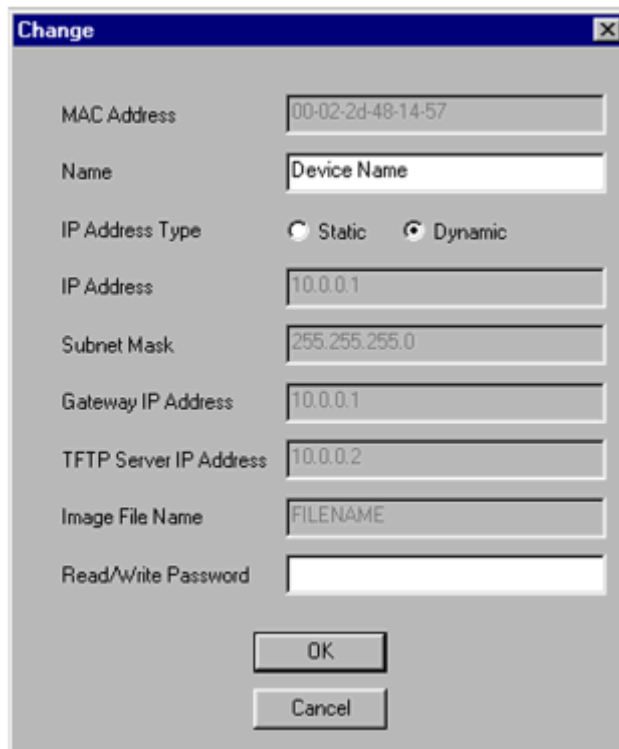 Change
MAC Address 00-02-2d-48-14-57
Name Device Name
IP Address Type Static Dynamic
IP Address 10.0.0.1
Subnet Mask 255.255.255.0
Gateway IP Address 10.0.0.1
TFTP Server IP Address 10.0.0.2
Image File Name FILENAME
Read/Write Password
OK
Cancel